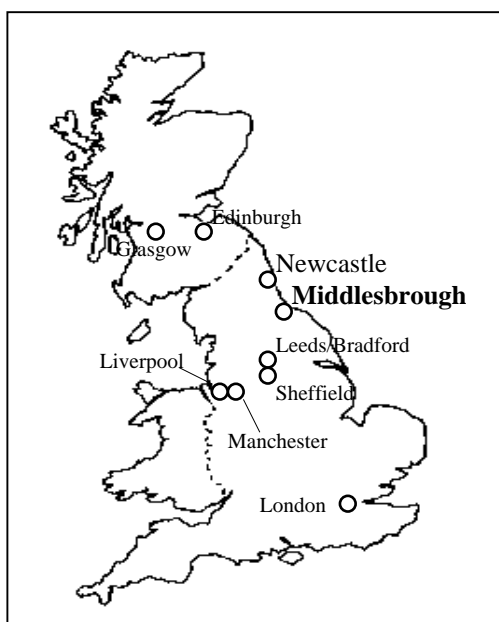 Edinburgh
Glasgow
Newcastle
Middlesbrough
Leeds/Bradford
Liverpool
Sheffield
Manchester
London